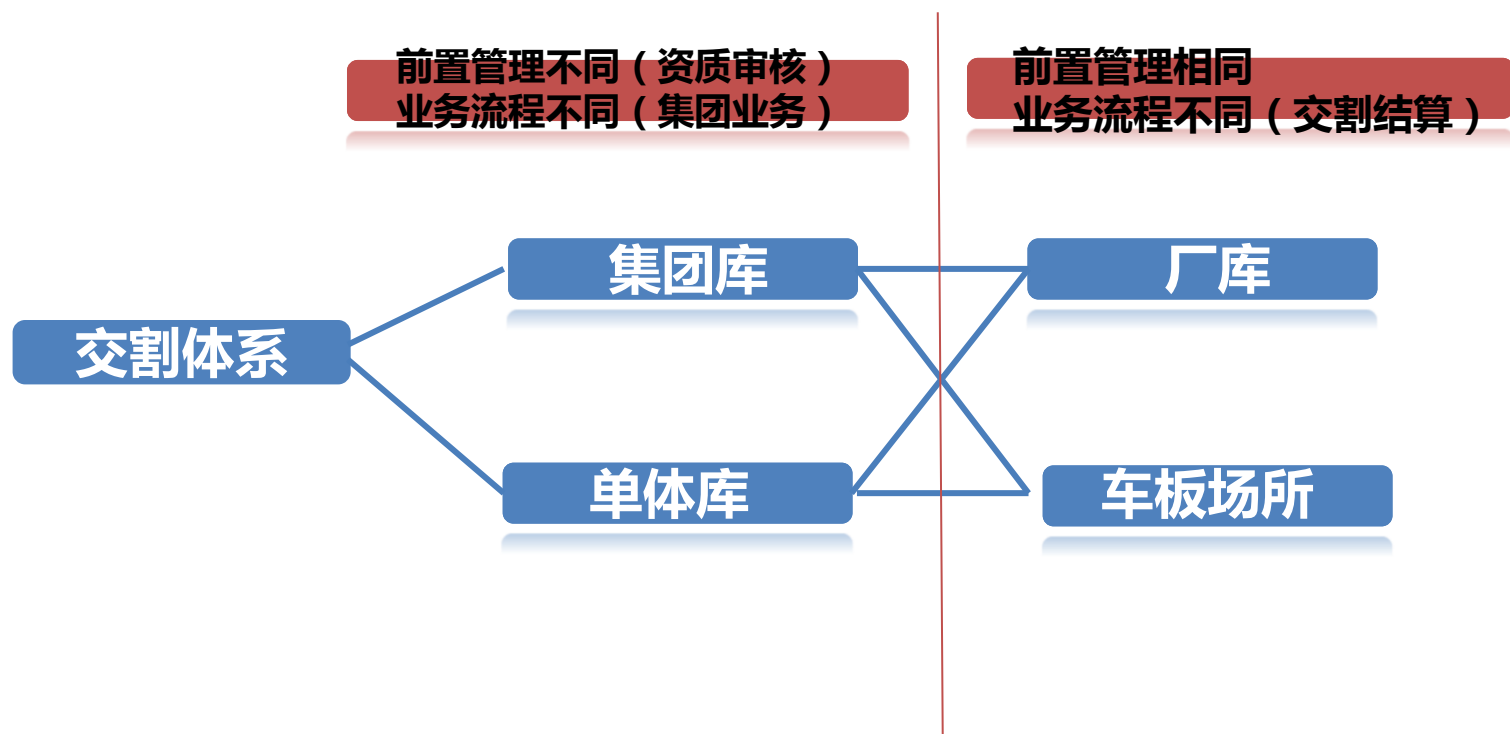 前置管理不同（资质审核）
业务流程不同（集团业务）
前置管理相同
业务流程不同（交割结算）
集团库
厂库
交割体系
单体库
车板场所